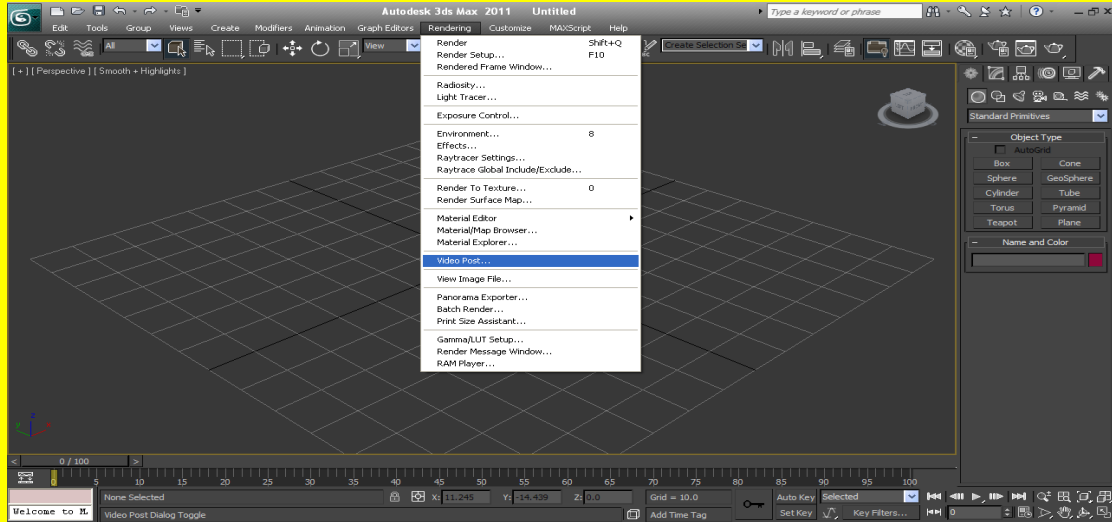 Autodesk 3ds Max 2011 Untitled
Type a keyword or phrase
Edit Tools Group Views Create Modifiers Animation Graph Editors Rendering Customize MAXScript Help
All
View
Create Selection Se
[ + ] [ Perspective ] [ Smooth + Highlights ]
Render Shift+Q
Render Setup... F10
Rendered Frame Window...
Radiosity...
Light Tracer...
Exposure Control...
Environment... 8
Effects...
Raytracer Settings...
Raytrace Global Include/Exclude...
Render To Texture... 0
Render Surface Map...
Material Editor
Material/Map Browser...
Material Explorer...
Video Post...
View Image File...
Panorama Exporter...
Batch Render...
Print Size Assistant...
Gamma/LUT Setup...
Render Message Window...
RAM Player...
Standard Primitives
Object Type
AutoGrid
Box Cone
Sphere GeoSphere
Cylinder Tube
Torus Pyramid
Teapot Plane
Name and Color
z
y
0 / 100
0 5 10 15 20 25 30 35 40 45 50 55 60 65 70 75 80 85 90 95 100
None Selected
X: 11.245 Y: -14.439 Z: 0.0
Grid = 10.0
Auto Key Selected
Welcome to M
Video Post Dialog Toggle
Add Time Tag
Set Key
Key Filters...
0